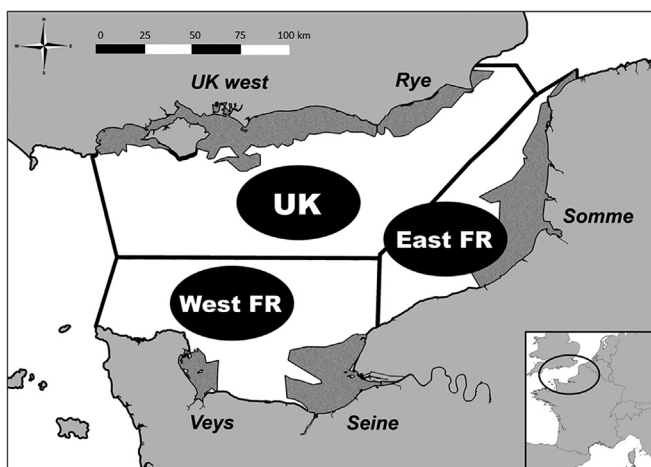 0 25 50 75 100 km
N
W E
S
UK west
Rye
UK
Somme
East FR
West FR
Veys
Seine